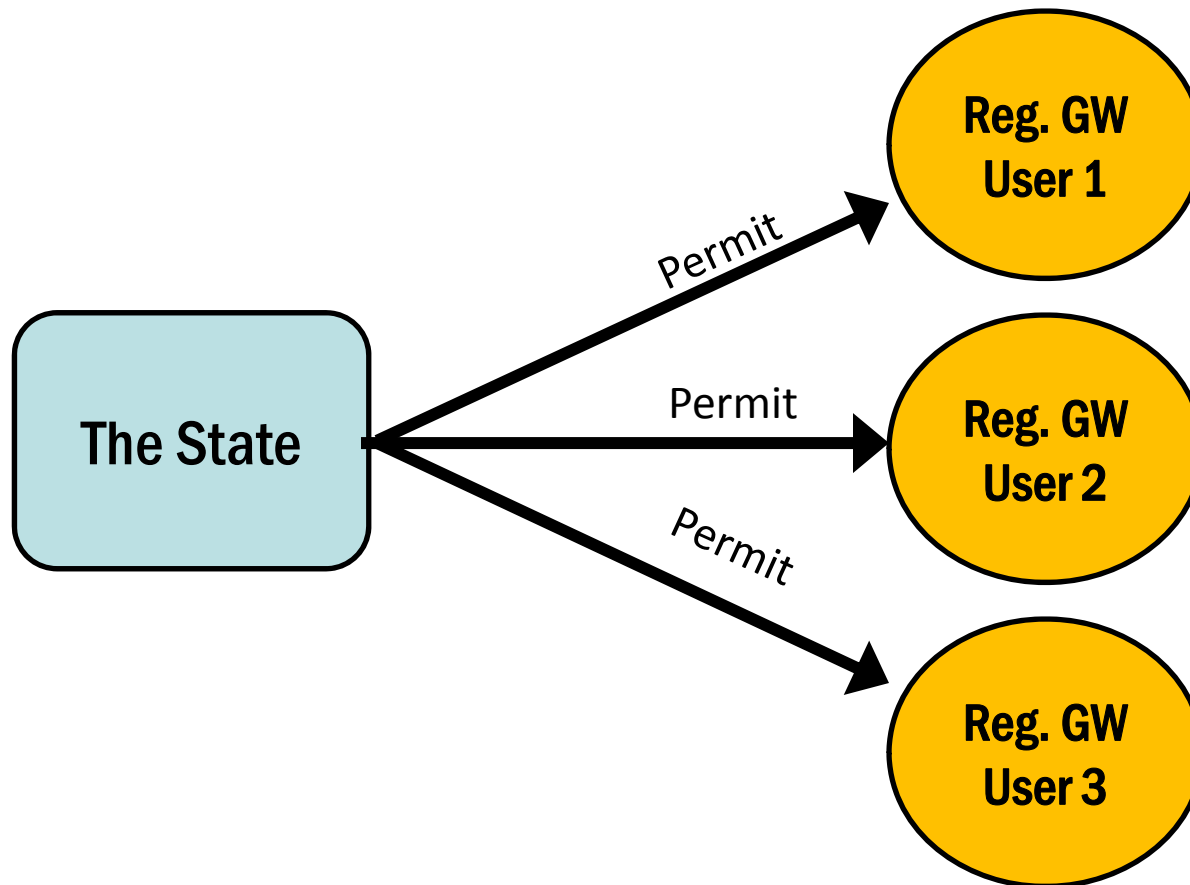 Reg. GW
User 1
Permit
The State
Permit
Reg. GW
User 2
Permit
Reg. GW
User 3